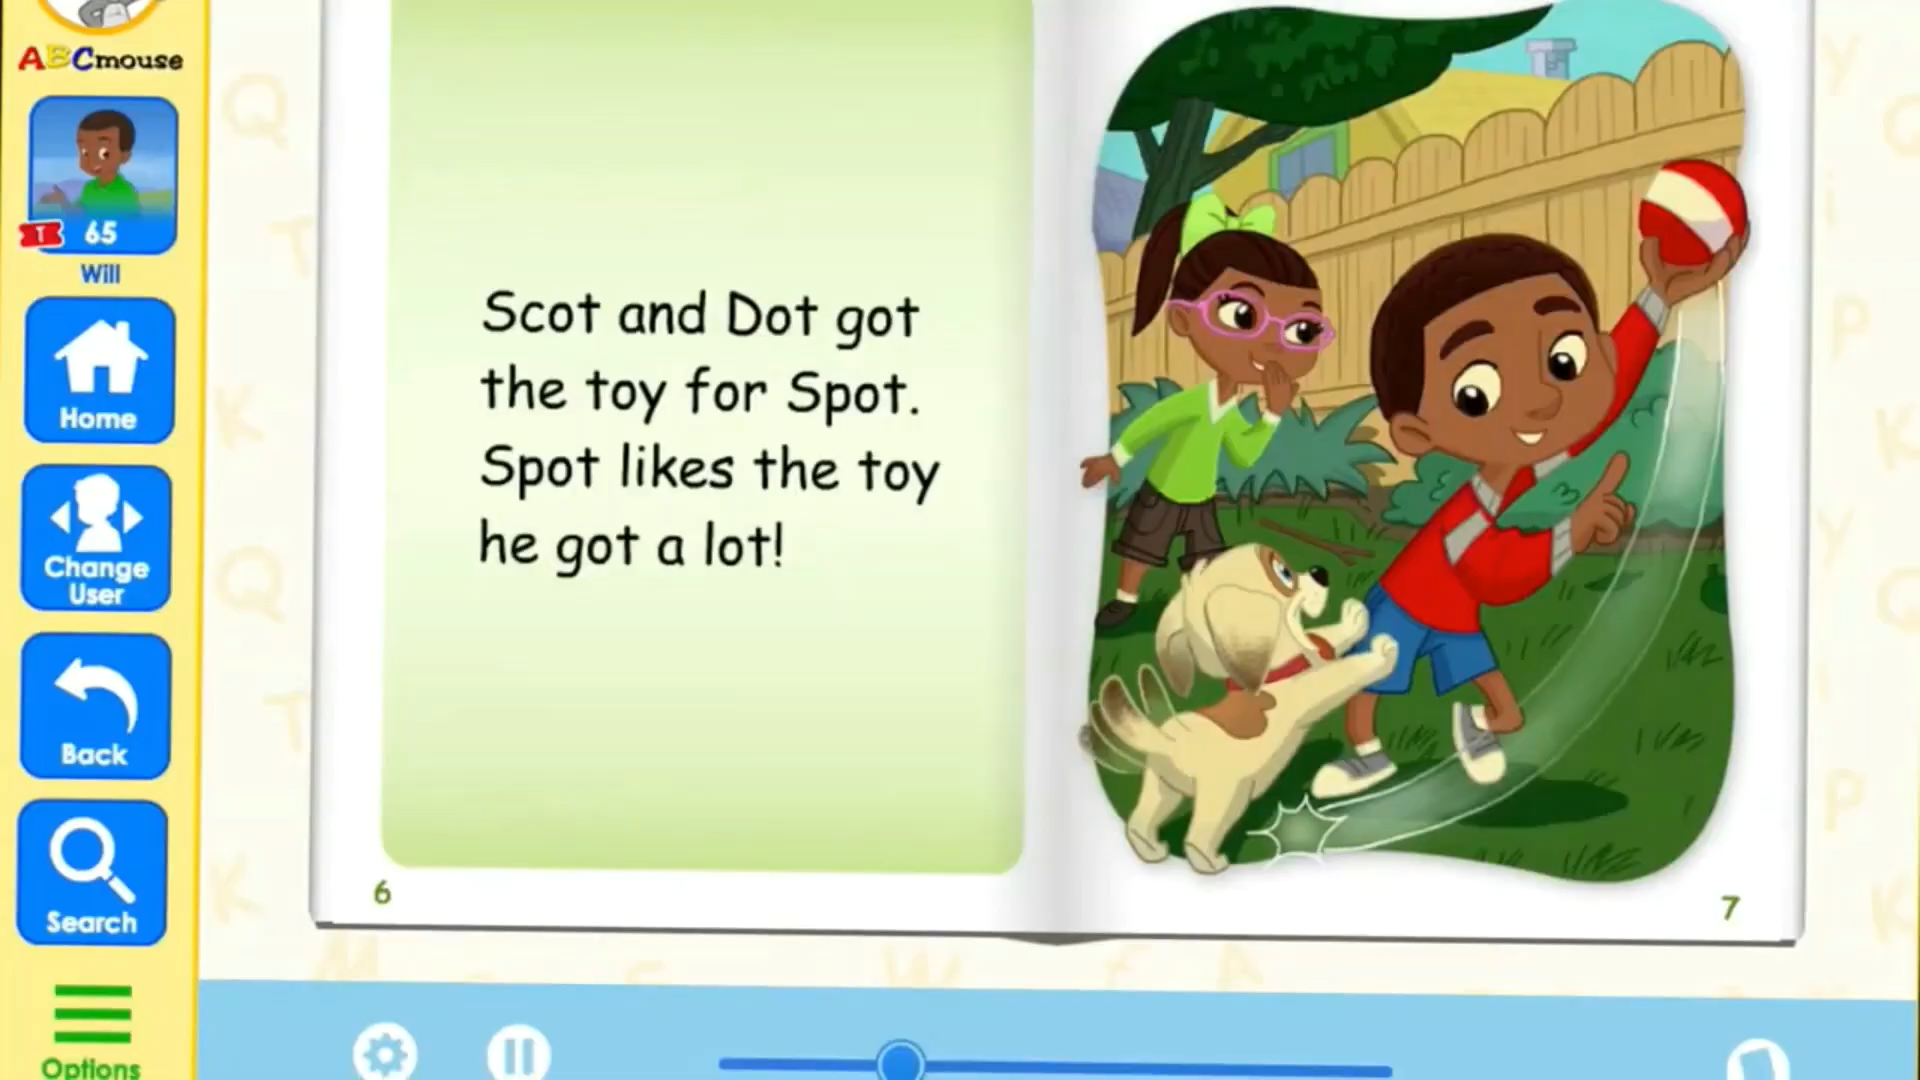 ABCmouse
T 65
Will
Home
Change
User
Back
Search
Options
Scot and Dot got
the toy for Spot.
Spot likes the toy
he got a lot!
6
7